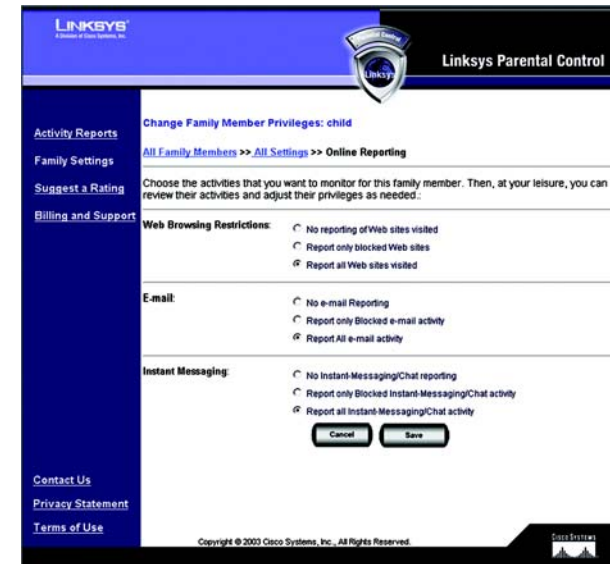 LINKSYS®
A Division of Cisco Systems, Inc.
Parental Control
Linksys
Linksys Parental Control
Activity Reports
Family Settings
Suggest a Rating
Billing and Support
Change Family Member Privileges: child
All Family Members >> All Settings >> Online Reporting
Choose the activities that you want to monitor for this family member. Then, at your leisure, you can
review their activities and adjust their privileges as needed.:
Web Browsing Restrictions:
No reporting of Web sites visited
Report only blocked Web sites
Report all Web sites visited
E-mail:
No e-mail Reporting
Report only Blocked e-mail activity
Report All e-mail activity
Instant Messaging:
No Instant-Messaging/Chat reporting
Report only Blocked Instant-Messaging/Chat activity
Report all Instant-Messaging/Chat activity
Cancel
Save
Contact Us
Privacy Statement
Terms of Use
Copyright © 2003 Cisco Systems, Inc., All Rights Reserved.
CISCO SYSTEMS